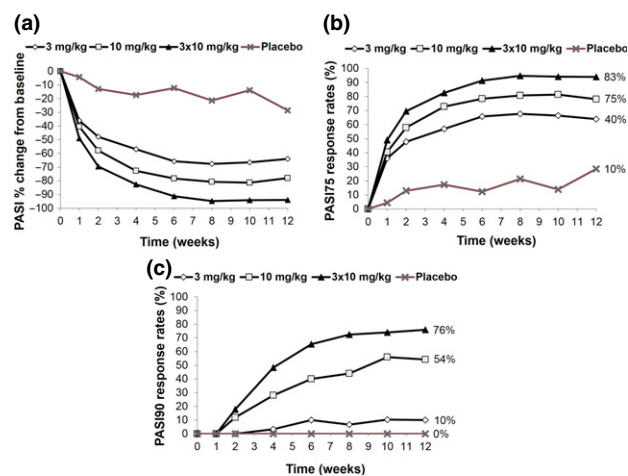 (a)
3 mg/kg 10 mg/kg 3x10 mg/kg Placebo
PASI % change from baseline
0
–10
–20
–30
–40
–50
–60
–70
–80
–90
–100
0 1 2 3 4 5 6 7 8 9 10 11 12
Time (weeks)
(b)
3 mg/kg 10 mg/kg 3x10 mg/kg Placebo
PASI75 response rates (%)
100
90
80
70
60
50
40
30
20
10
0
83%
75%
40%
10%
0 1 2 3 4 5 6 7 8 9 10 11 12
Time (weeks)
(c)
3 mg/kg 10 mg/kg 3x10 mg/kg Placebo
PASI90 response rates (%)
100
90
80
70
60
50
40
30
20
10
0
76%
54%
10%
0%
0 1 2 3 4 5 6 7 8 9 10 11 12
Time (weeks)